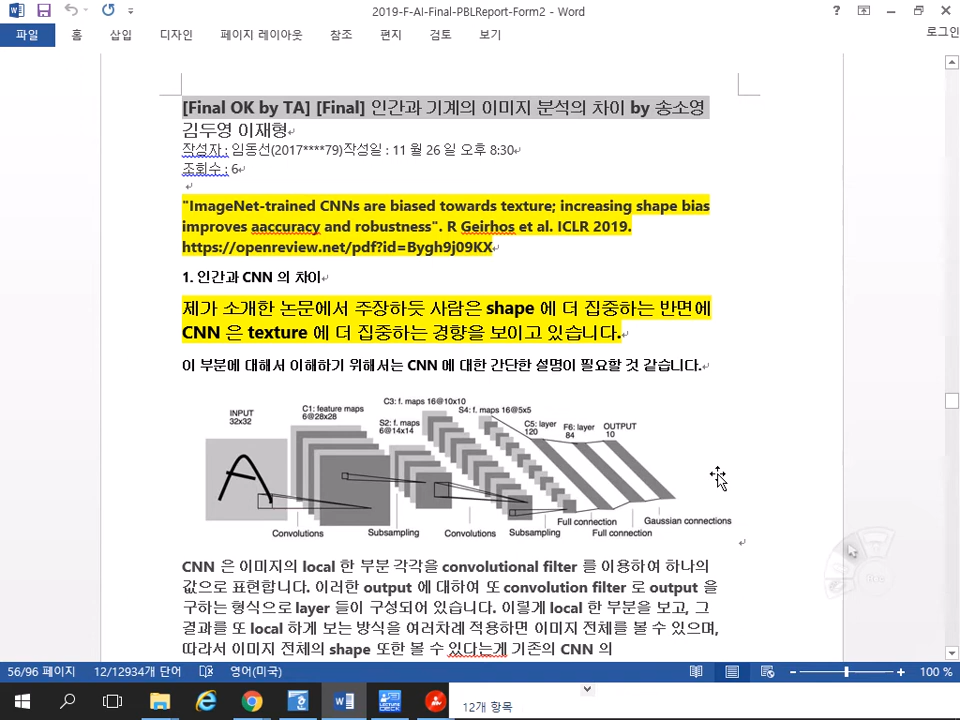 2019-F-AI-Final-PBLReport-Form2 - Word
파일 홈 삽입 디자인 페이지 레이아웃 참조 편지 검토 보기 로그인
[Final OK by TA] [Final] 인간과 기계의 이미지 분석의 차이 by 송소영
김두영 이재형
작성자 : 임동선(2017****79)작성일 : 11 월 26 일 오후 8:30
조회수 : 6
"ImageNet-trained CNNs are biased towards texture; increasing shape bias
improves aaccuracy and robustness". R Geirhos et al. ICLR 2019.
https://openreview.net/pdf?id=Bygh9j09KX
1. 인간과 CNN 의 차이
제가 소개한 논문에서 주장하듯 사람은 shape 에 더 집중하는 반면에
CNN 은 texture 에 더 집중하는 경향을 보이고 있습니다.
이 부분에 대해서 이해하기 위해서는 CNN 에 대한 간단한 설명이 필요할 것 같습니다.
INPUT
32x32
C1: feature maps
6@28x28
S2: f. maps
6@14x14
C3: f. maps 16@10x10
S4: f. maps 16@5x5
C5: layer
120
F6: layer
84
OUTPUT
10
Convolutions
Subsampling
Convolutions
Subsampling
Full connection
Full connection
Gaussian connections
CNN 은 이미지의 local 한 부분 각각을 convolutional filter 를 이용하여 하나의
값으로 표현합니다. 이러한 output 에 대하여 또 convolution filter 로 output 을
구하는 형식으로 layer 들이 구성되어 있습니다. 이렇게 local 한 부분을 보고, 그
결과를 또 local 하게 보는 방식을 여러차례 적용하면 이미지 전체를 볼 수 있으며,
따라서 이미지 전체의 shape 또한 볼 수 있다는게 기존의 CNN 의
56/96 페이지 12/12934개 단어 영어(미국) 100 %
12개 항목